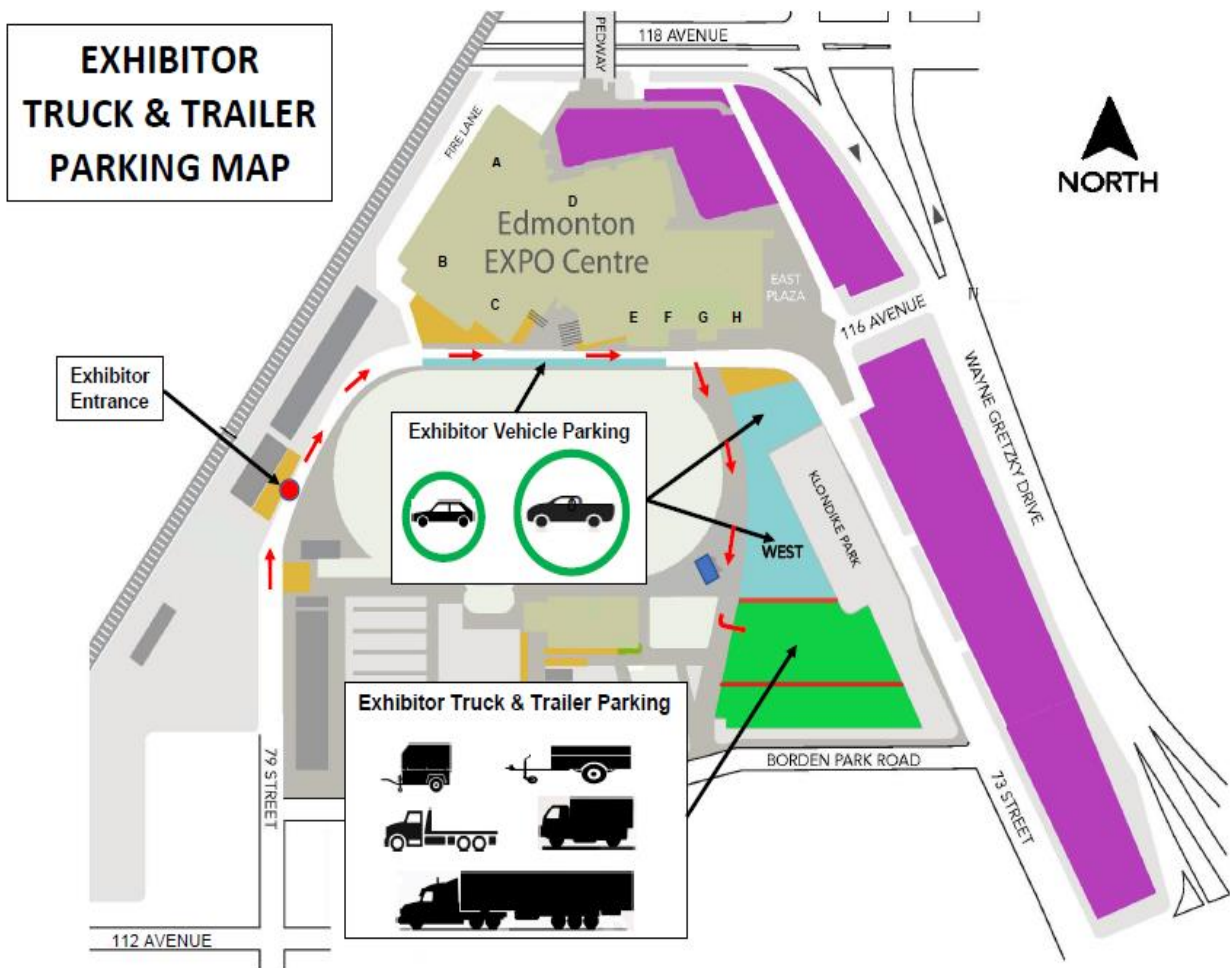 EXHIBITOR
TRUCK & TRAILER
PARKING MAP
118 AVENUE
PEDWAY
FIRE LANE
NORTH
A
D
Edmonton
EXPO Centre
B
C
E F G H
EAST
PLAZA
116 AVENUE
WAYNE GRETZKY DRIVE
Exhibitor
Entrance
Exhibitor Vehicle Parking
KLONDIKE PARK
WEST
Exhibitor Truck & Trailer Parking
BORDEN PARK ROAD
79 STREET
73 STREET
112 AVENUE